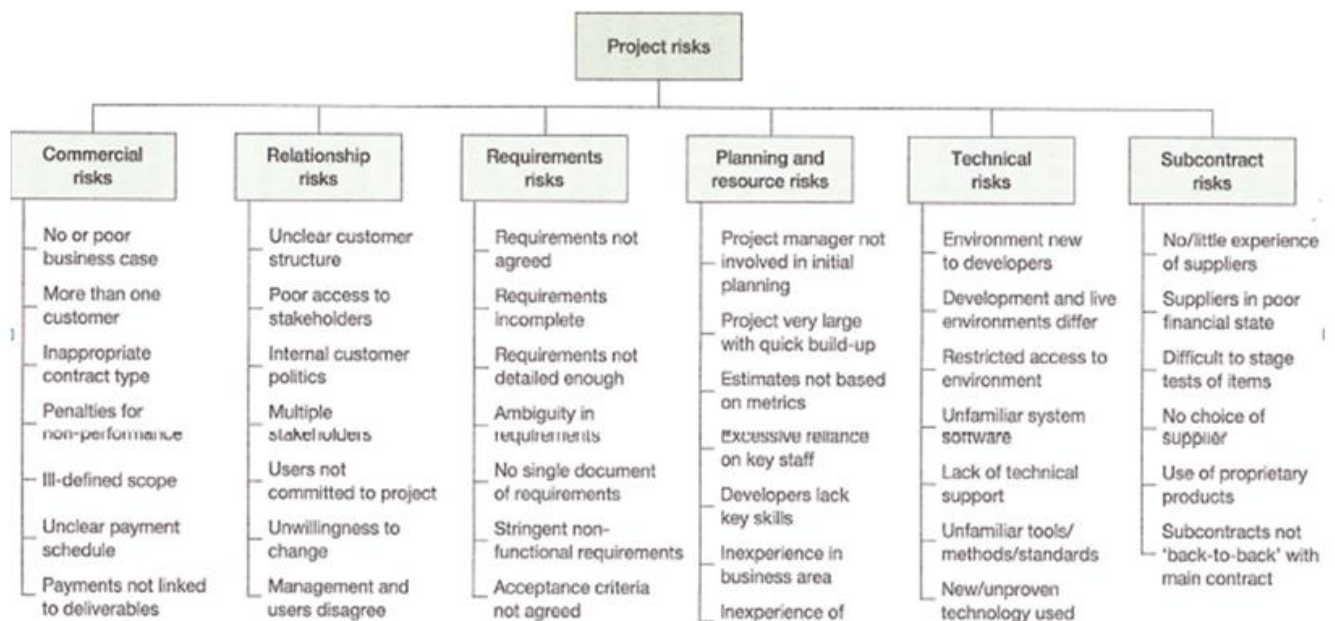 Project risks
Commercial
risks
No or poor
business case
More than one
customer
Inappropriate
contract type
Penalties for
non-performance
Ill-defined scope
Unclear payment
schedule
Payments not linked
to deliverables
Relationship
risks
Unclear customer
structure
Poor access to
stakeholders
Internal customer
politics
Multiple
stakeholders
Users not
committed to project
Unwillingness to
change
Management and
users disagree
Requirements
risks
Requirements not
agreed
Requirements
incomplete
Requirements not
detailed enough
Ambiguity in
requirements
No single document
of requirements
Stringent non-
functional requirements
Acceptance criteria
not agreed
Planning and
resource risks
Project manager not
involved in initial
planning
Project very large
with quick build-up
Estimates not based
on metrics
Excessive reliance
on key staff
Developers lack
key skills
Inexperience in
business area
Inexperience of
Technical
risks
Environment new
to developers
Development and live
environments differ
Restricted access to
environment
Unfamiliar system
software
Lack of technical
support
Unfamiliar tools/
methods/standards
New/unproven
technology used
Subcontract
risks
No/little experience
of suppliers
Suppliers in poor
financial state
Difficult to stage
tests of items
No choice of
supplier
Use of proprietary
products
Subcontracts not
'back-to-back' with
main contract